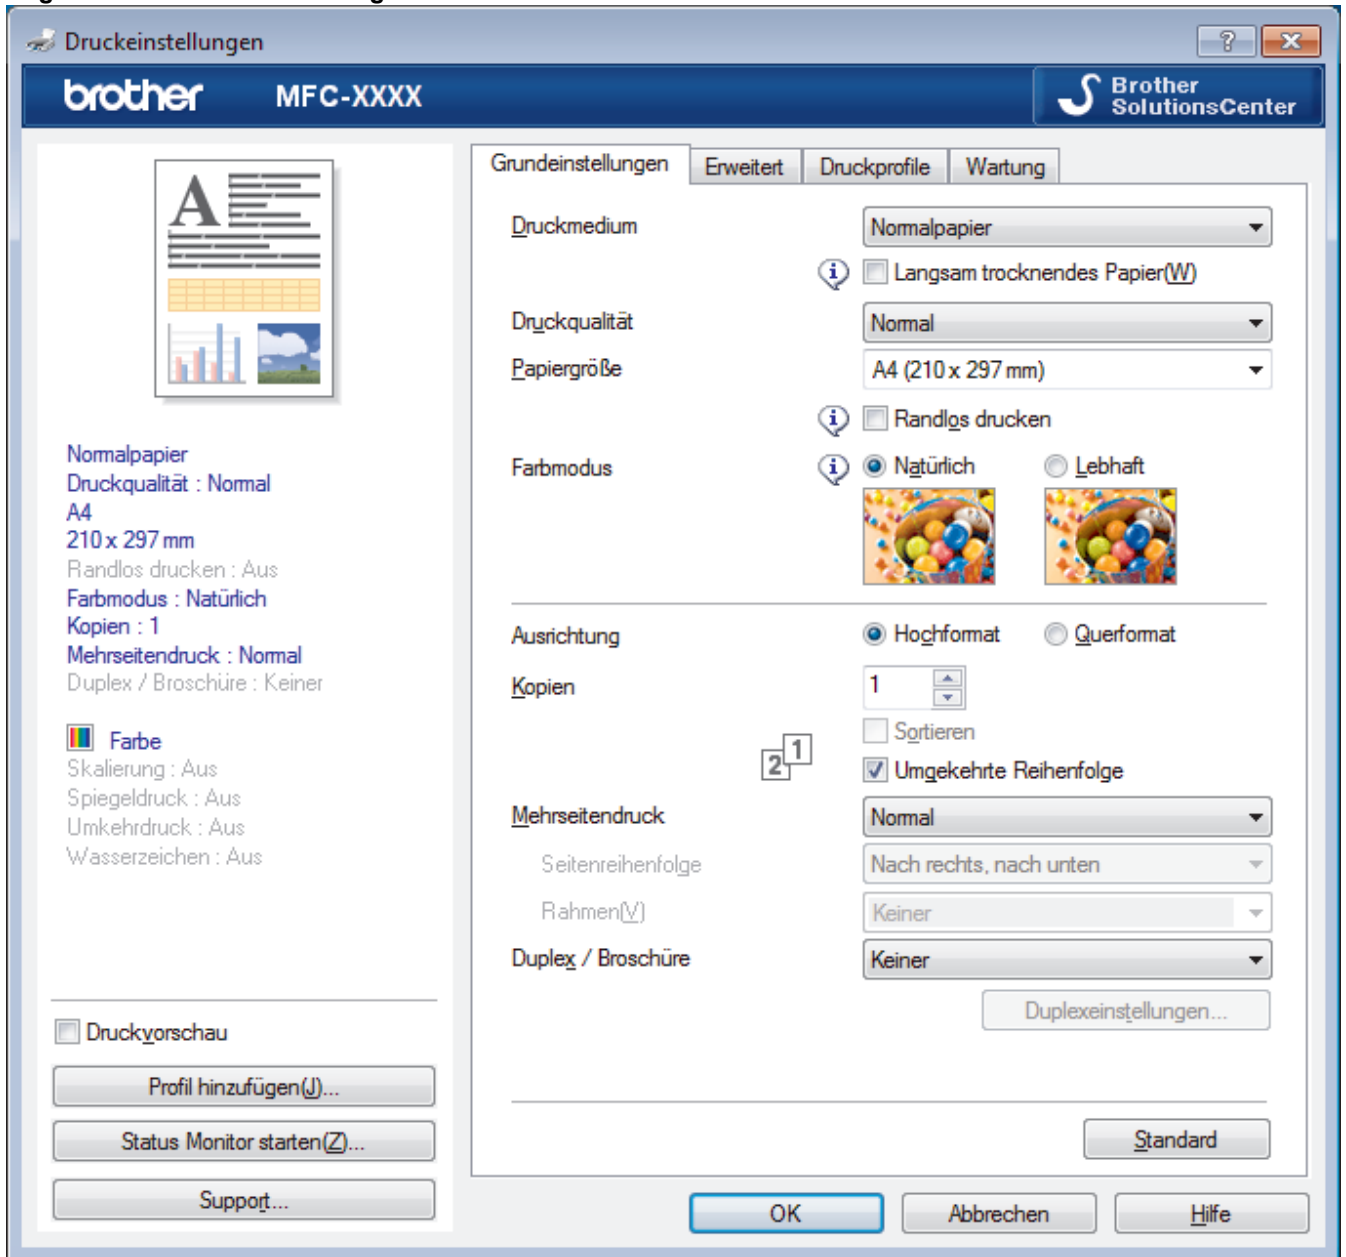 Druckeinstellungen
brother MFC-XXXX Brother SolutionsCenter
Grundeinstellungen Erweitert Druckprofile Wartung
A
Normalpapier
Druckqualität : Normal
A4
210 x 297 mm
Randlos drucken : Aus
Farbmodus : Natürlich
Kopien : 1
Mehrseitendruck : Normal
Duplex / Broschüre : Keiner
Farbe
Skalierung : Aus
Spiegeldruck : Aus
Umkehrdruck : Aus
Wasserzeichen : Aus
Druckvorschau
Profil hinzufügen(J)...
Status Monitor starten(Z)...
Support...
Druckmedium Normalpapier
Langsam trocknendes Papier(W)
Druckqualität Normal
Papiergröße A4 (210 x 297 mm)
Randlos drucken
Farbmodus Natürlich Lebhaft
Ausrichtung Hochformat Querformat
Kopien 1
Sortieren
2 1 Umgekehrte Reihenfolge
Mehrseitendruck Normal
Seitenreihenfolge Nach rechts, nach unten
Rahmen(V) Keiner
Duplex / Broschüre Keiner
Duplexeinstellungen...
Standard
OK Abbrechen Hilfe